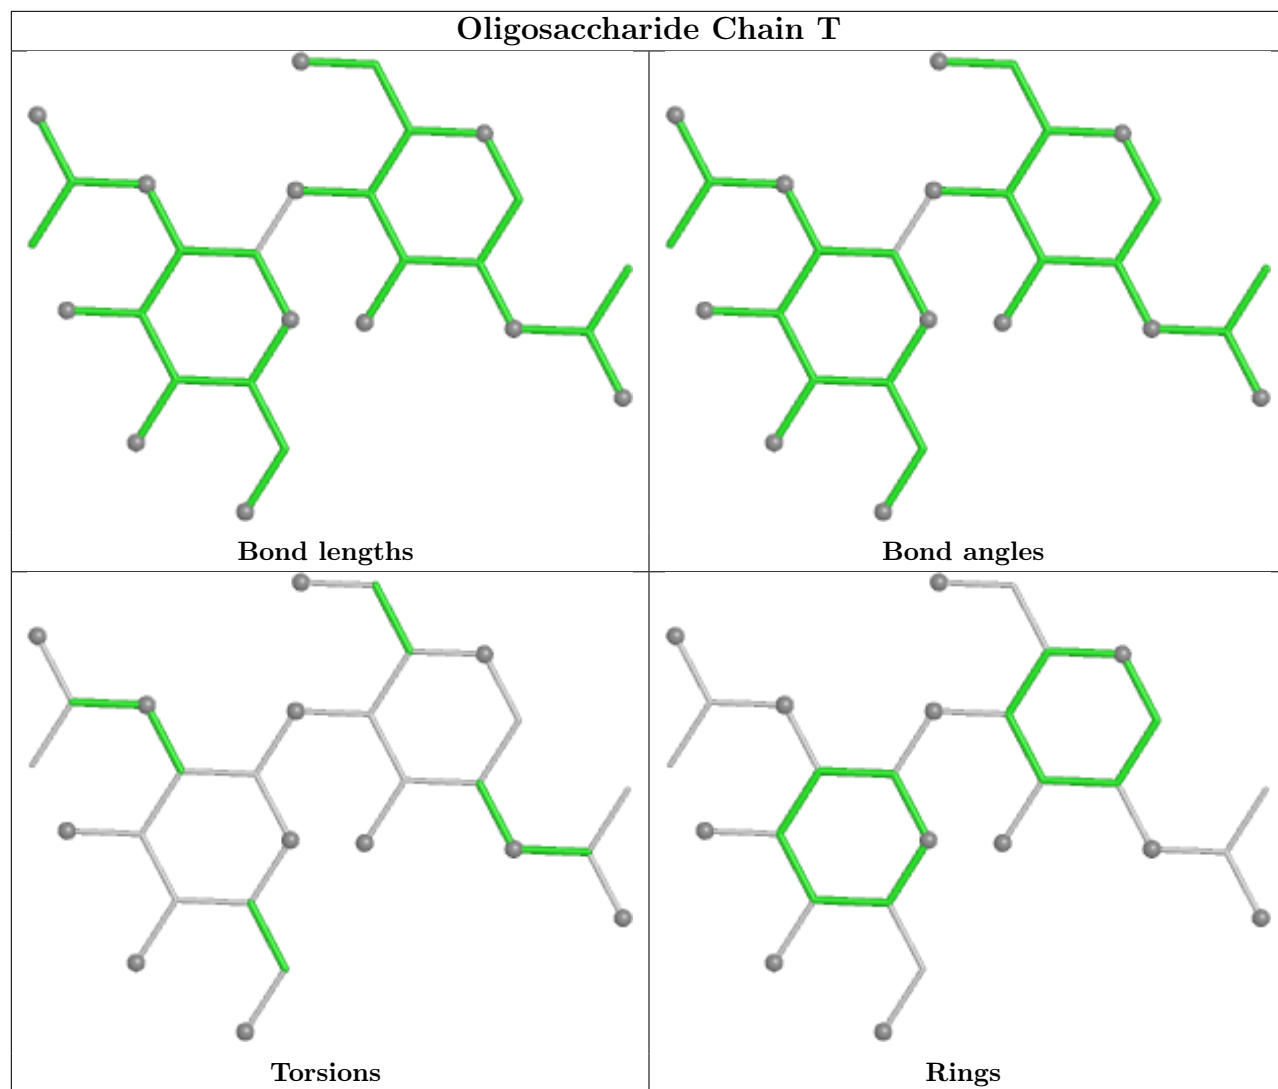 Oligosaccharide Chain T
Bond lengths
Bond angles
Torsions
Rings